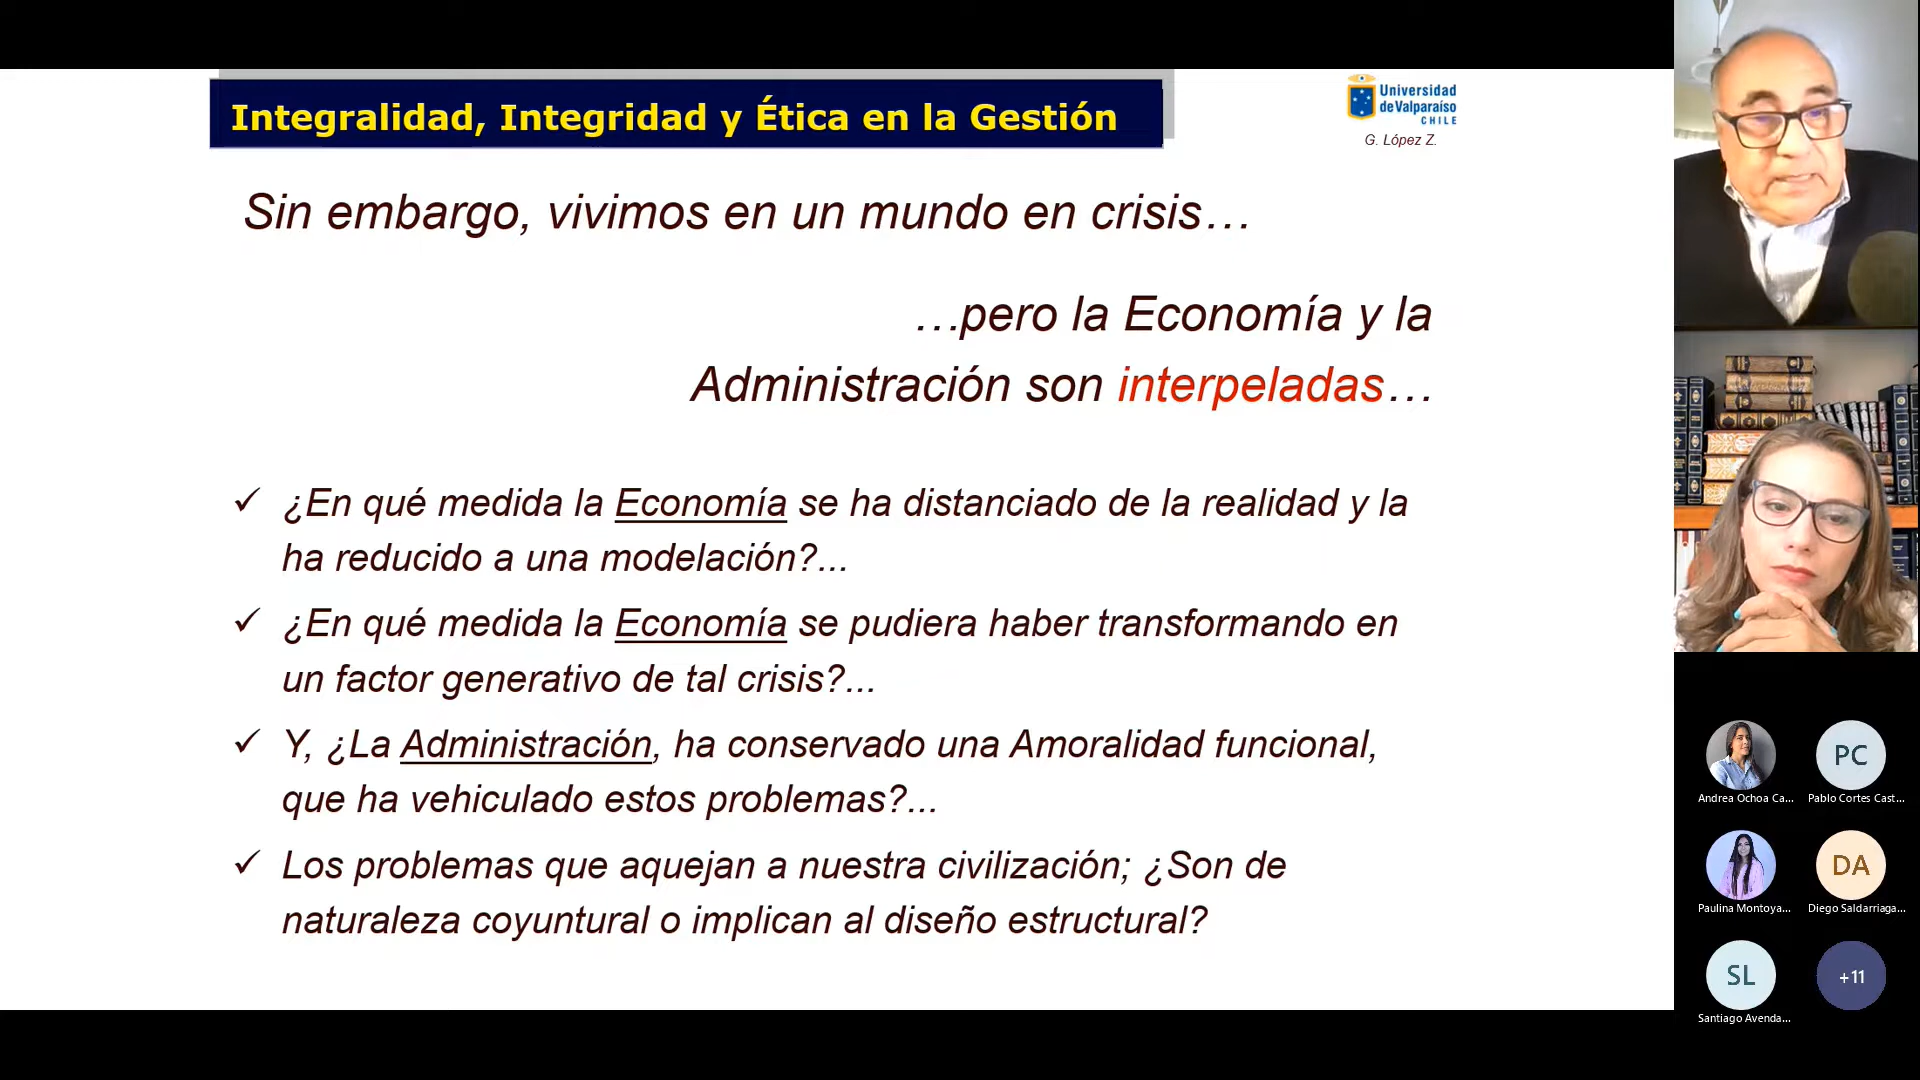 Integralidad, Integridad y Ética en la Gestión
Universidad
de Valparaíso
CHILE
G. López Z.
Sin embargo, vivimos en un mundo en crisis…
…pero la Economía y la
Administración son interpeladas…
✓ ¿En qué medida la Economía se ha distanciado de la realidad y la
ha reducido a una modelación?...
✓ ¿En qué medida la Economía se pudiera haber transformando en
un factor generativo de tal crisis?...
✓ Y, ¿La Administración, ha conservado una Amoralidad funcional,
que ha vehiculado estos problemas?...
✓ Los problemas que aquejan a nuestra civilización; ¿Son de
naturaleza coyuntural o implican al diseño estructural?
PC
Andrea Ochoa Ca...
Pablo Cortes Cast...
DA
Paulina Montoya...
Diego Saldarriaga...
SL
+11
Santiago Avenda...